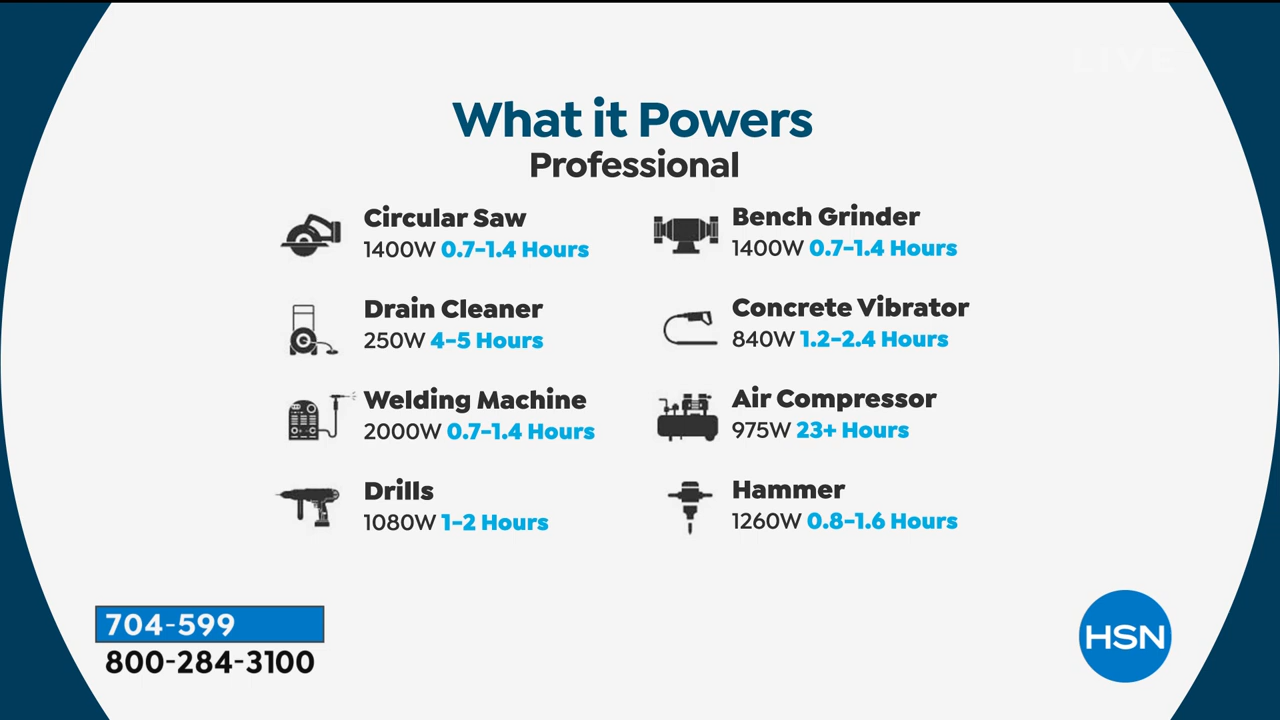 LIVE
What it Powers
Professional
Circular Saw
1400W 0.7-1.4 Hours
Bench Grinder
1400W 0.7-1.4 Hours
Drain Cleaner
250W 4-5 Hours
Concrete Vibrator
840W 1.2-2.4 Hours
Welding Machine
2000W 0.7-1.4 Hours
Air Compressor
975W 23+ Hours
Drills
1080W 1-2 Hours
Hammer
1260W 0.8-1.6 Hours
704-599
800-284-3100
HSN